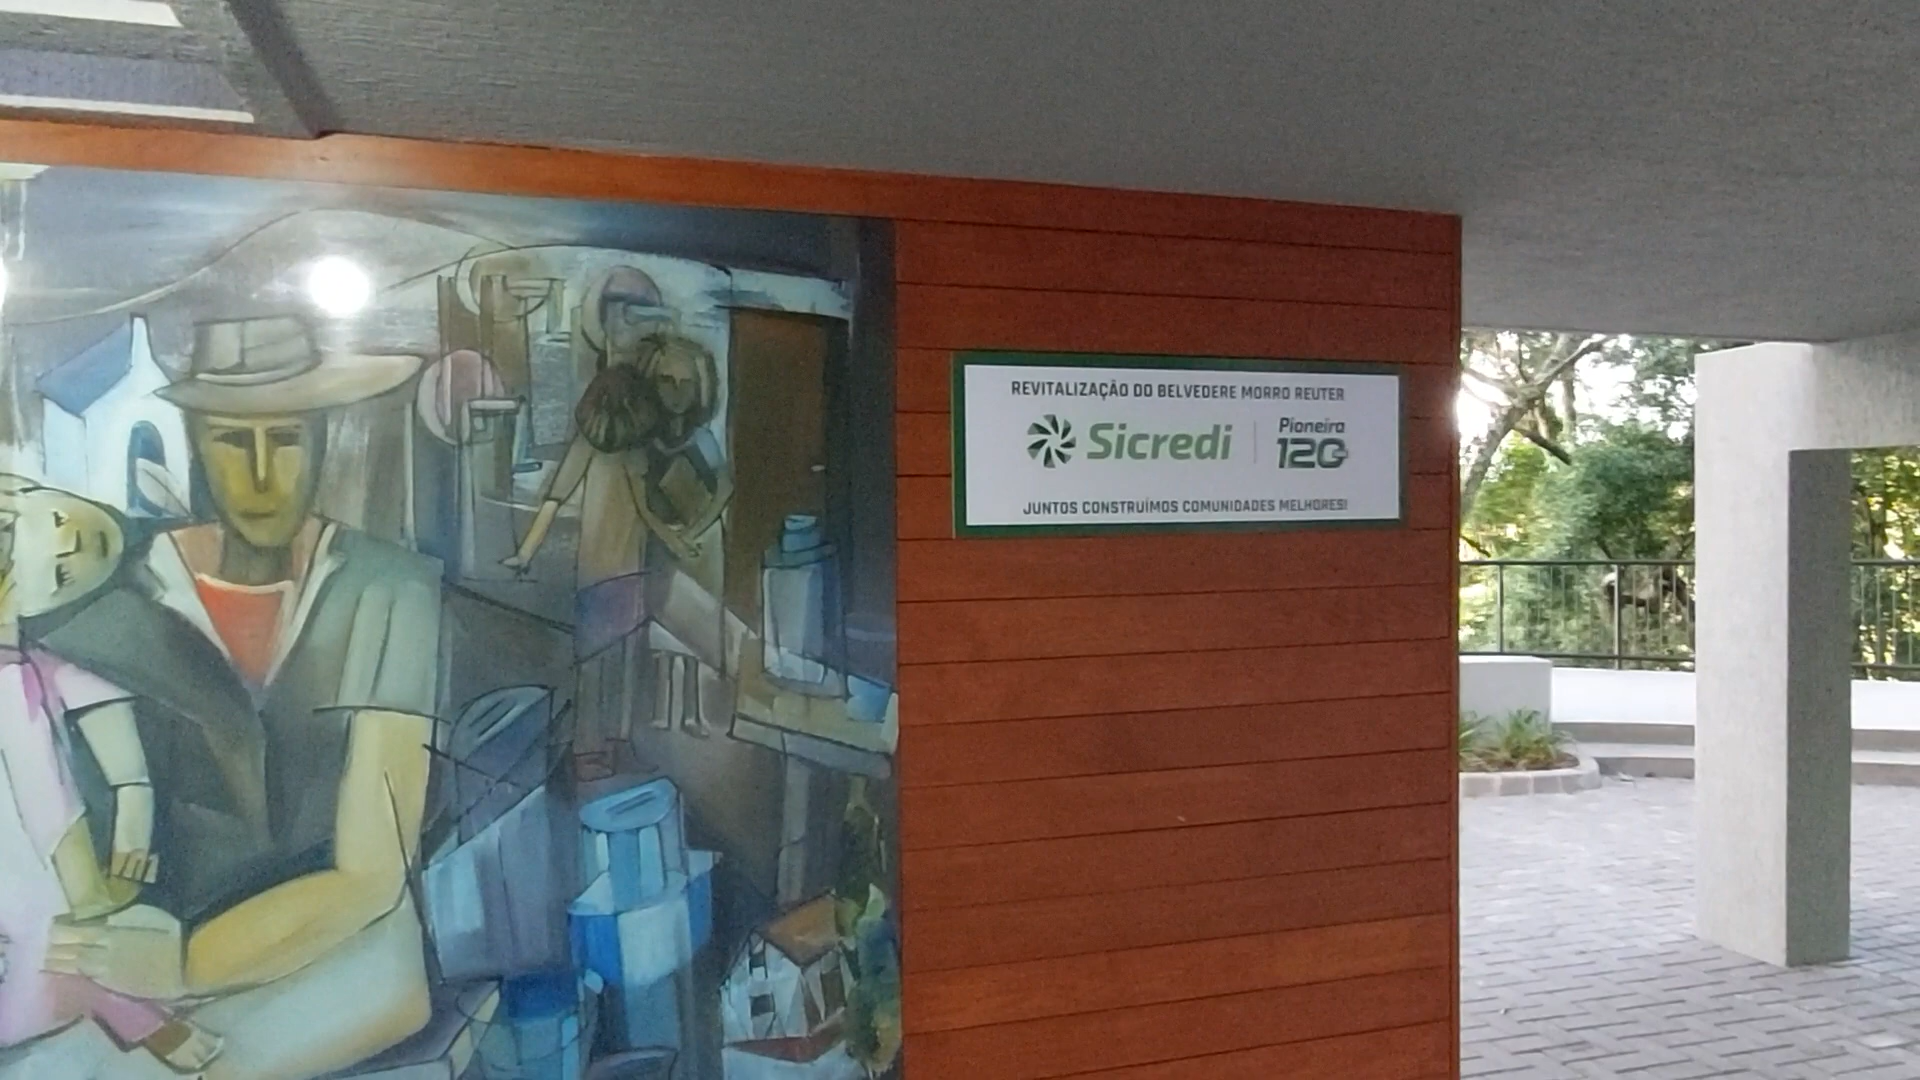 REVITALIZAÇÃO DO BELVEDERE MORRO REUTER
Sicredi
Pioneira
120
JUNTOS CONSTRUÍMOS COMUNIDADES MELHORES!